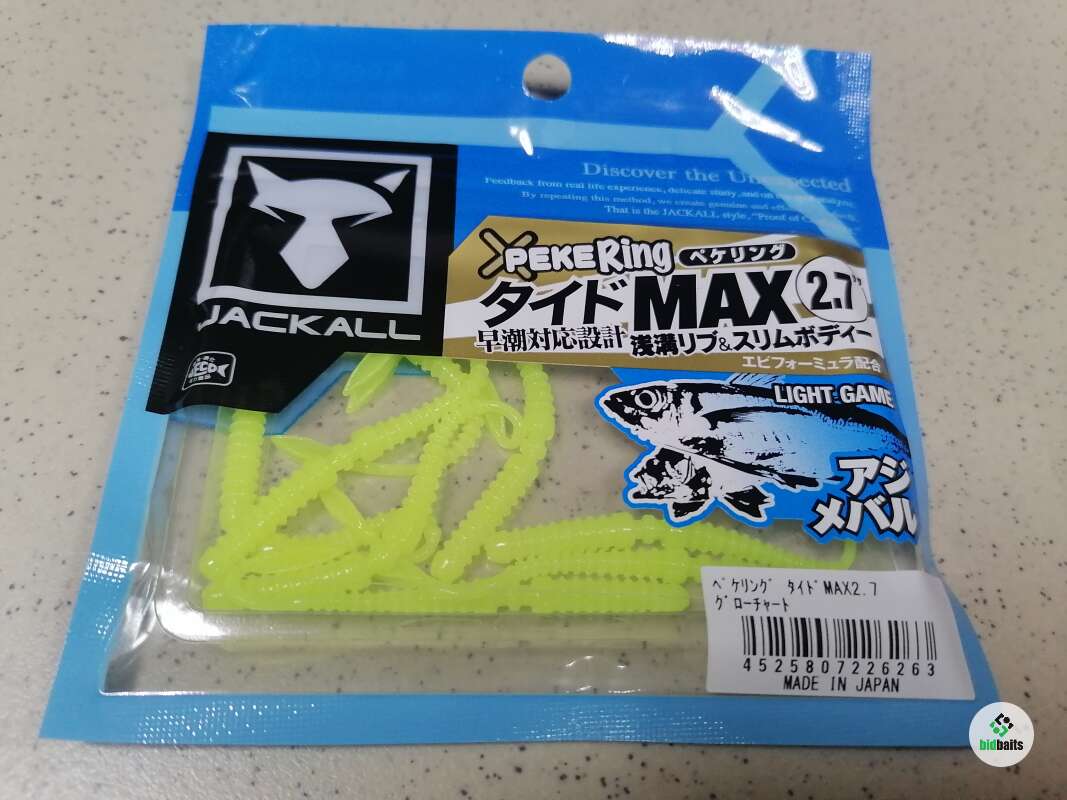 Discover the Unexpected
Feedback from real life experience, delicate study, and on
By repeating this method, we create genuine and
That is the JACKALL style, "Proof of
JACKALL
PEKE Ring ペケリング
タイド MAX 2.7"
早潮対応設計 浅溝リブ&スリムボディー
エビフォーミュラ配合
LIGHT GAME
アジ
メバル
ペケリング タイドMAX2.7
グローチャート
4525807226263
MADE IN JAPAN
bidbaits